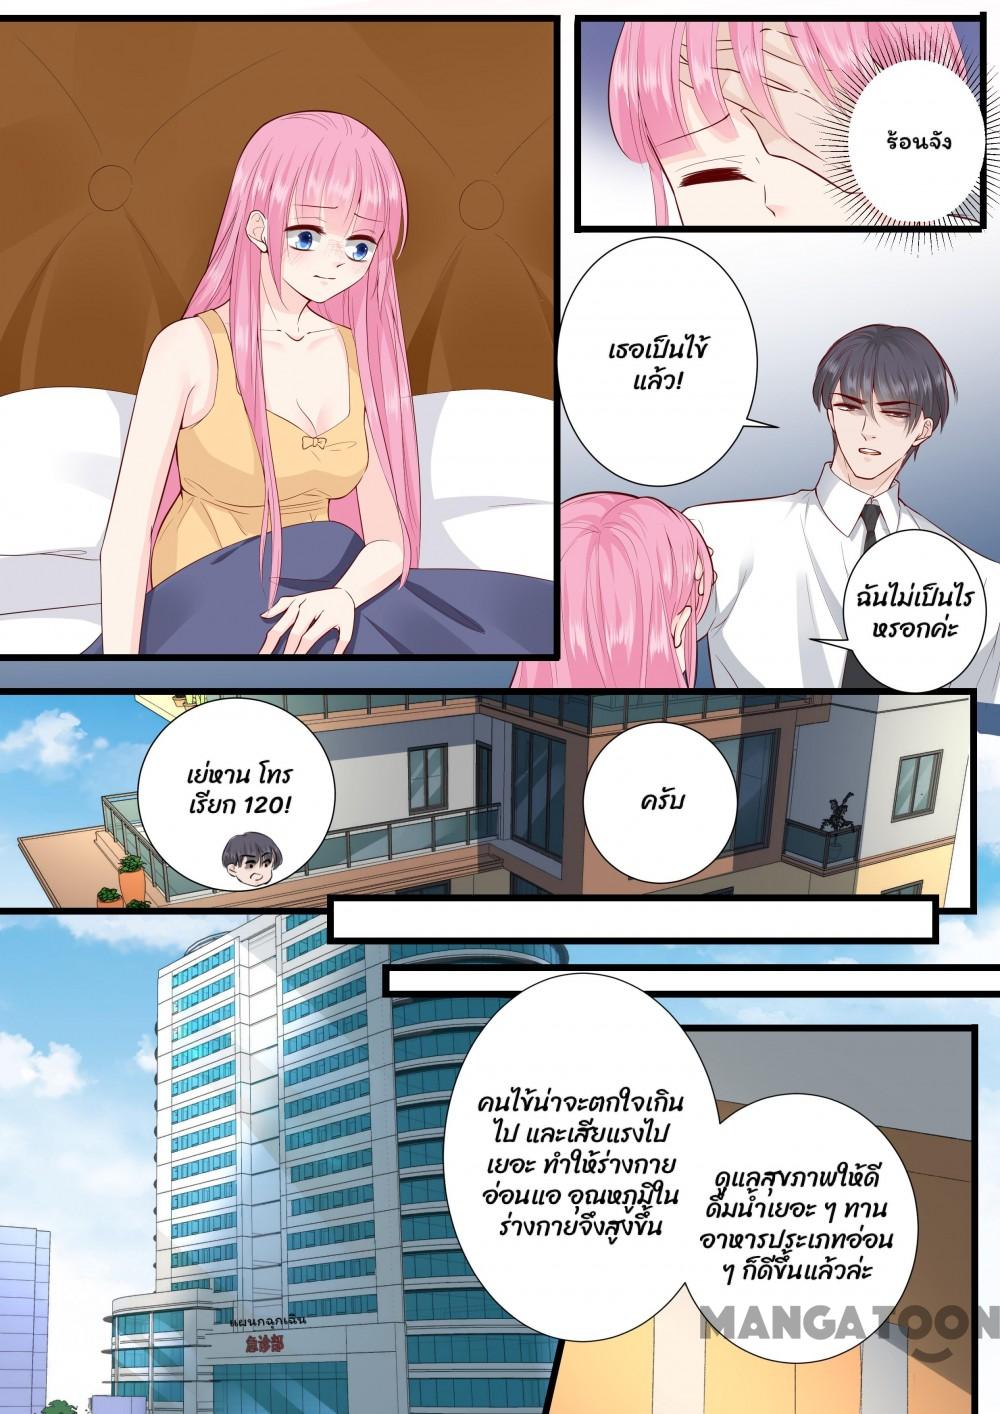 ร้อนจัง
เธอเป็นไข้
แล้ว!
ฉันไม่เป็นไร
หรอกค่ะ
เย่หาน โทร
เรียก 120!
ครับ
คนไข้น่าจะตกใจเกิน
ไป และเสียแรงไป
เยอะ ทำให้ร่างกาย
อ่อนแอ อุณหภูมิใน
ร่างกายจึงสูงขึ้น
ดูแลสุขภาพให้ดี
ดื่มน้ำเยอะ ๆ ทาน
อาหารประเภทอ่อน
ๆ ก็ดีขึ้นแล้วล่ะ
แผนกฉุกเฉิน
急诊部
MANGATOON